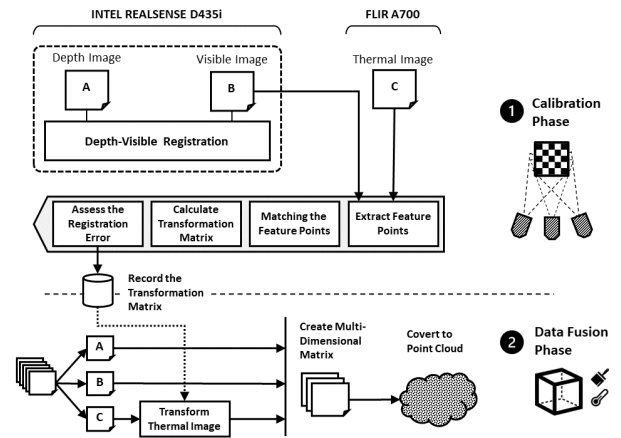 INTEL REALSENSE D435i
FLIR A700
Depth Image
Visible Image
Thermal Image
A
B
C
Depth-Visible Registration
1
Calibration
Phase
Assess the
Registration
Error
Calculate
Transformation
Matrix
Matching the
Feature Points
Extract Feature
Points
Record the
Transformation
Matrix
A
B
C
Transform
Thermal Image
Create Multi-
Dimensional
Matrix
Covert to
Point Cloud
2
Data Fusion
Phase